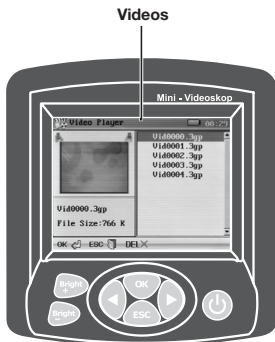 Videos
Mini - Videoskop
Video Player 00:29
Vid0000.3gp
Vid0001.3gp
Vid0002.3gp
Vid0003.3gp
Vid0004.3gp
Vid0000.3gp
File Size:766 K
OK ESC DEL
Bright +
OK
Bright -
ESC